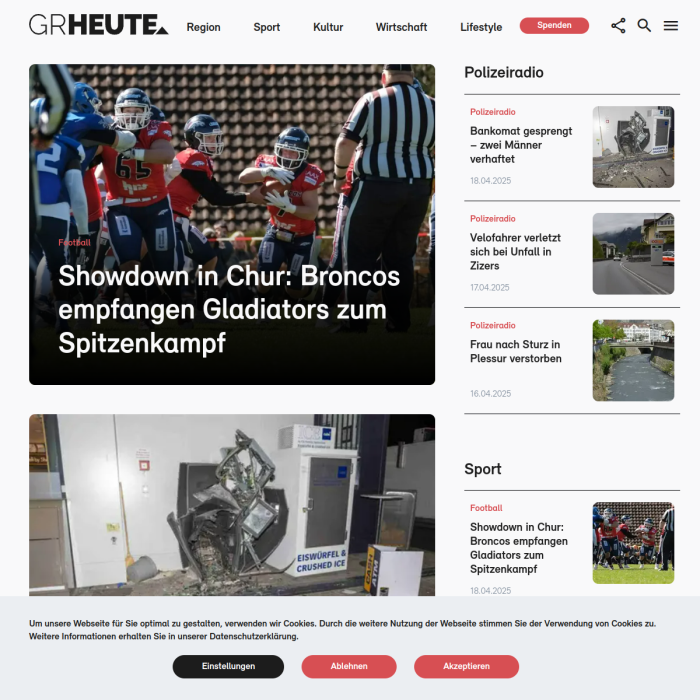 GRHEUTE
Region
Sport
Kultur
Wirtschaft
Lifestyle
Spenden
Football
Showdown in Chur: Broncos
empfangen Gladiators zum
Spitzenkampf
65
EISWÜRFEL &
CRUSHED ICE
Polizeiradio
Polizeiradio
Bankomat gesprengt
– zwei Männer
verhaftet
18.04.2025
Polizeiradio
Velofahrer verletzt
sich bei Unfall in
Zizers
17.04.2025
Polizeiradio
Frau nach Sturz in
Plessur verstorben
16.04.2025
Sport
Football
Showdown in Chur:
Broncos empfangen
Gladiators zum
Spitzenkampf
18.04.2025
Um unsere Webseite für Sie optimal zu gestalten, verwenden wir Cookies. Durch die weitere Nutzung der Webseite stimmen Sie der Verwendung von Cookies zu.
Weitere Informationen erhalten Sie in unserer Datenschutzerklärung.
Einstellungen
Ablehnen
Akzeptieren